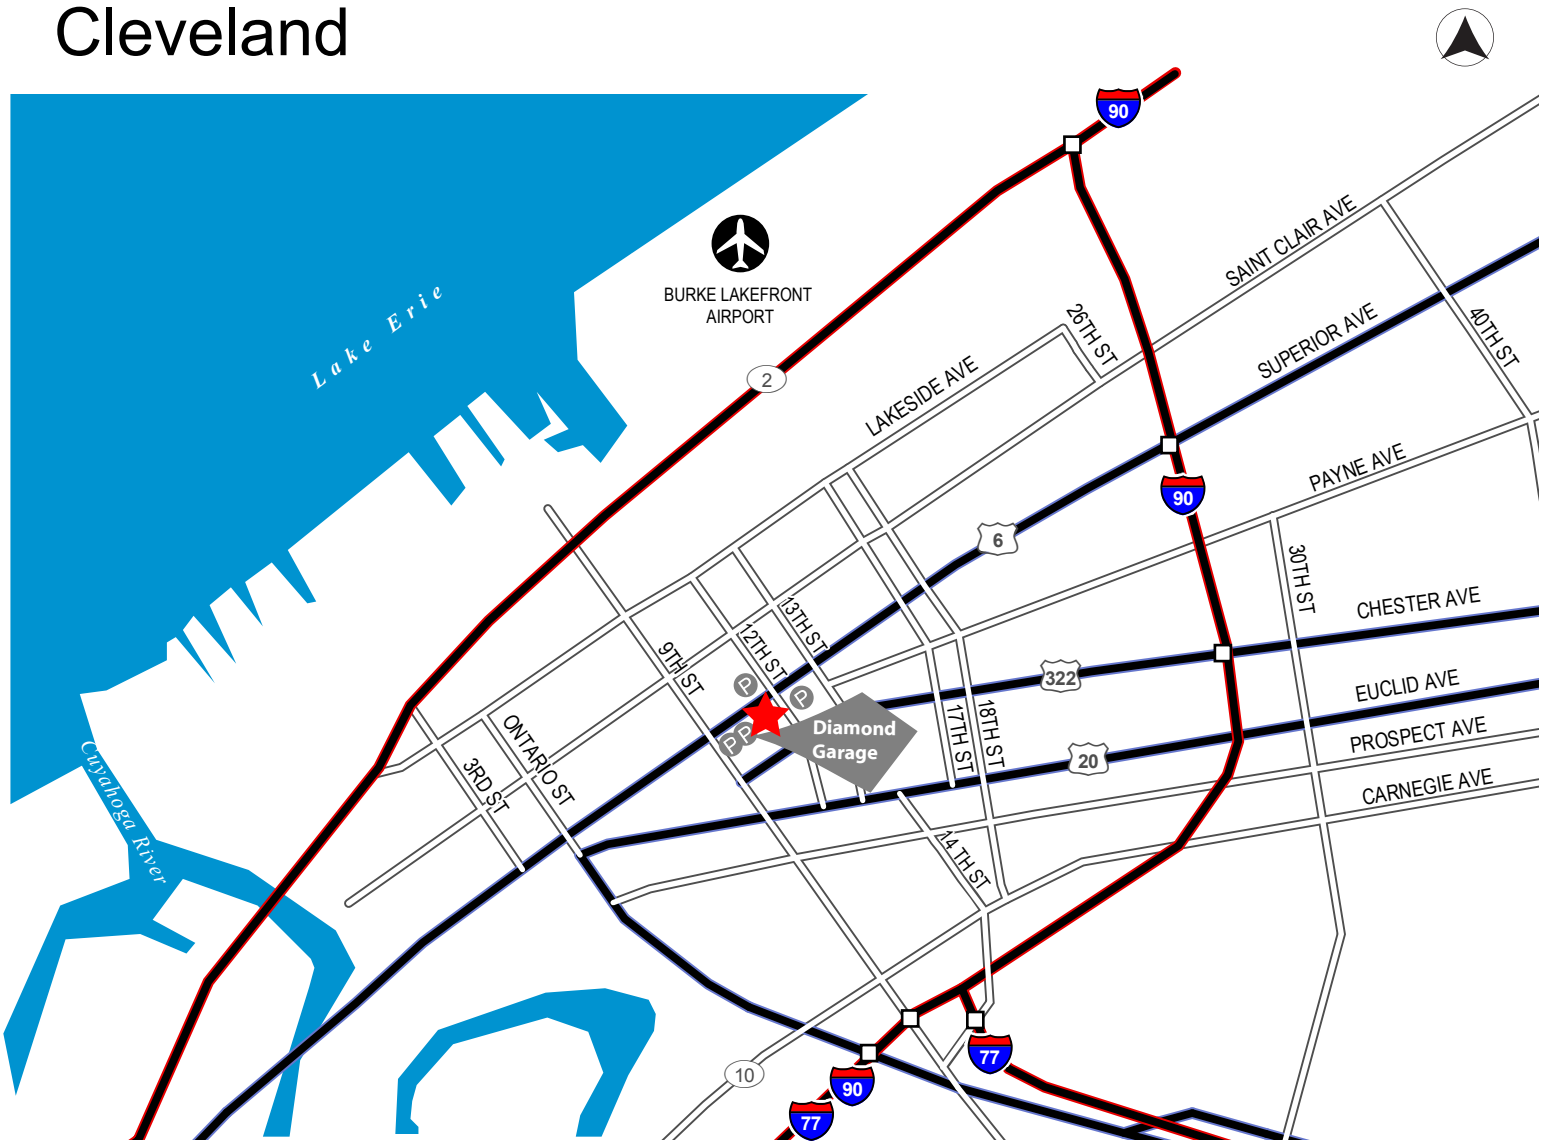 Cleveland
90
Lake Erie
BURKE LAKEFRONT
AIRPORT
2
SAINT CLAIR AVE
26TH ST
SUPERIOR AVE
40TH ST
LAKESIDE AVE
PAYNE AVE
90
6
30TH ST
CHESTER AVE
13TH ST
12TH ST
9TH ST
322
EUCLID AVE
P
P
P
P
Diamond
Garage
17TH ST
18TH ST
ONTARIO ST
3RD ST
20
PROSPECT AVE
CARNEGIE AVE
Cuyahoga River
14 TH ST
10
77
90
77